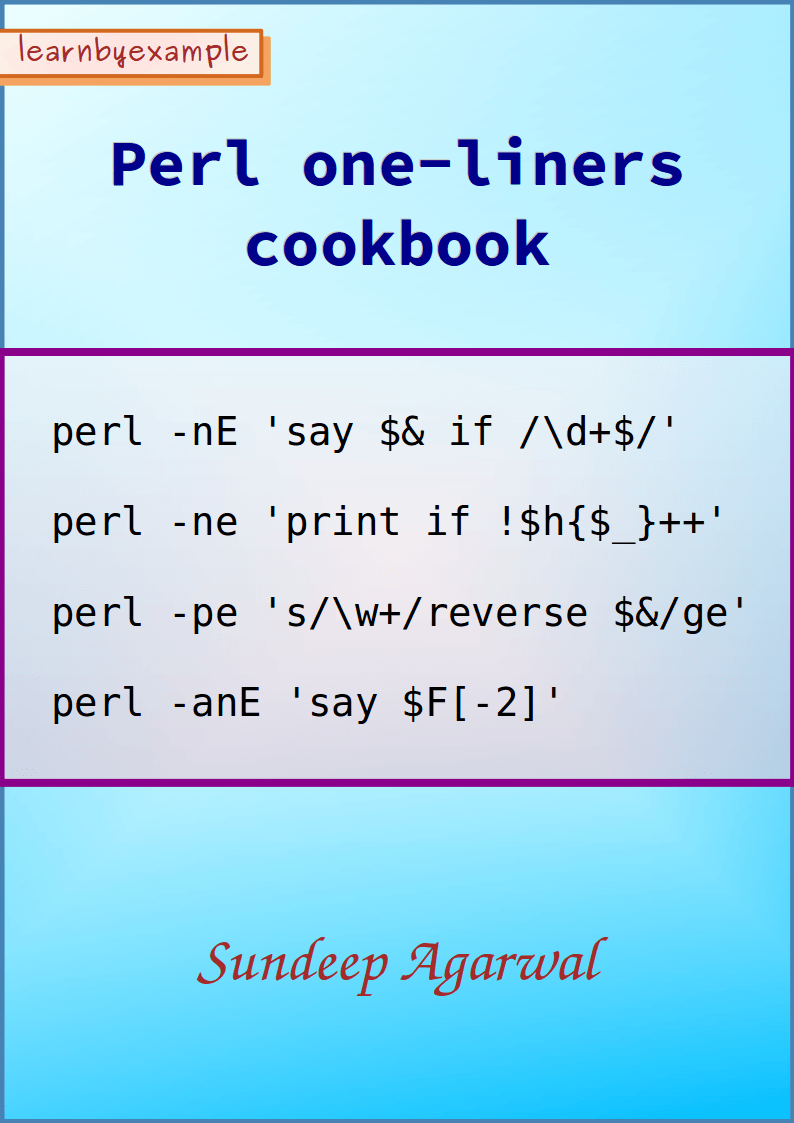 learnbyexample
Perl one-liners
cookbook
perl -nE 'say $& if /\d+$/'
perl -ne 'print if !$h{$_}++'
perl -pe 's/\w+/reverse $&/ge'
perl -anE 'say $F[-2]'
Sundeep Agarwal